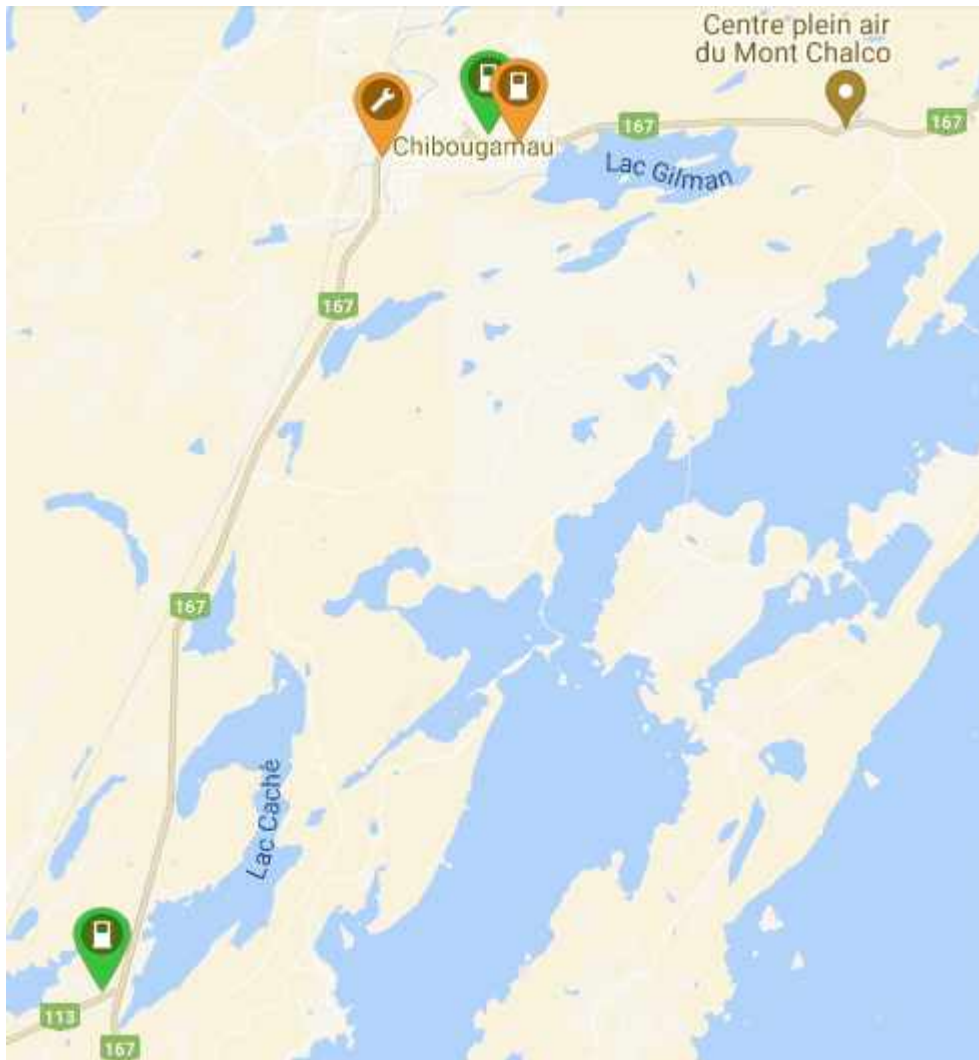 Centre plein air
du Mont Chalco
167
167
Chibougamau
Lac Gilman
167
167
Lac Caché
113
167